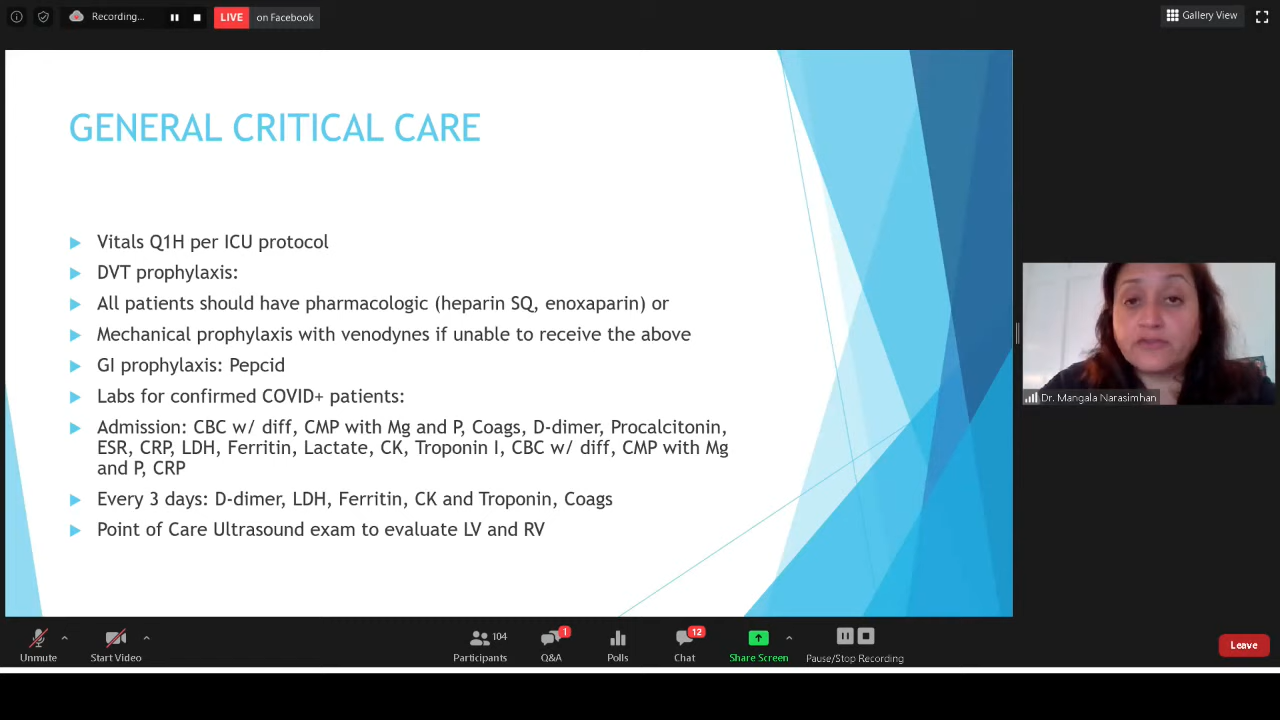 Recording...
LIVE on Facebook
Gallery View
GENERAL CRITICAL CARE
Vitals Q1H per ICU protocol
DVT prophylaxis:
All patients should have pharmacologic (heparin SQ, enoxaparin) or
Mechanical prophylaxis with venodynes if unable to receive the above
GI prophylaxis: Pepcid
Labs for confirmed COVID+ patients:
Admission: CBC w/ diff, CMP with Mg and P, Coags, D-dimer, Procalcitonin,
ESR, CRP, LDH, Ferritin, Lactate, CK, Troponin I, CBC w/ diff, CMP with Mg
and P, CRP
Every 3 days: D-dimer, LDH, Ferritin, CK and Troponin, Coags
Point of Care Ultrasound exam to evaluate LV and RV
Dr. Mangala Narasimhan
104
1
12
Unmute
Start Video
Participants
Q&A
Polls
Chat
Share Screen
Pause/Stop Recording
Leave